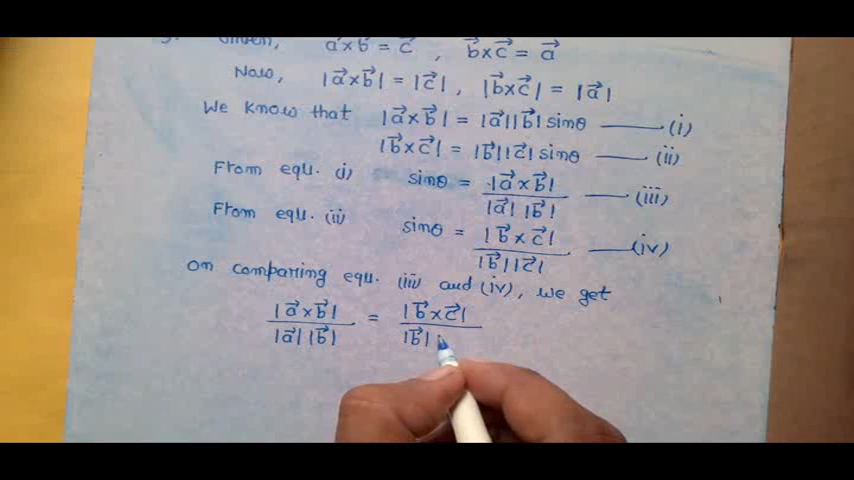 Given, a⃗×b⃗ = c⃗ , b⃗×c⃗ = a⃗
Now, |a⃗×b⃗| = |c⃗|, |b⃗×c⃗| = |a⃗|
We know that |a⃗×b⃗| = |a⃗||b⃗| sinθ ——— (i)
|b⃗×c⃗| = |b⃗||c⃗| sinθ ——— (ii)
From equ. (i) sinθ = |a⃗×b⃗| / |a⃗| |b⃗| ——— (iii)
From equ. (ii) sinθ = |b⃗×c⃗| / |b⃗||c⃗| ——— (iv)
On comparing equ. (iii) and (iv), we get
|a⃗×b⃗| / |a⃗| |b⃗| = |b⃗×c⃗| / |b⃗|